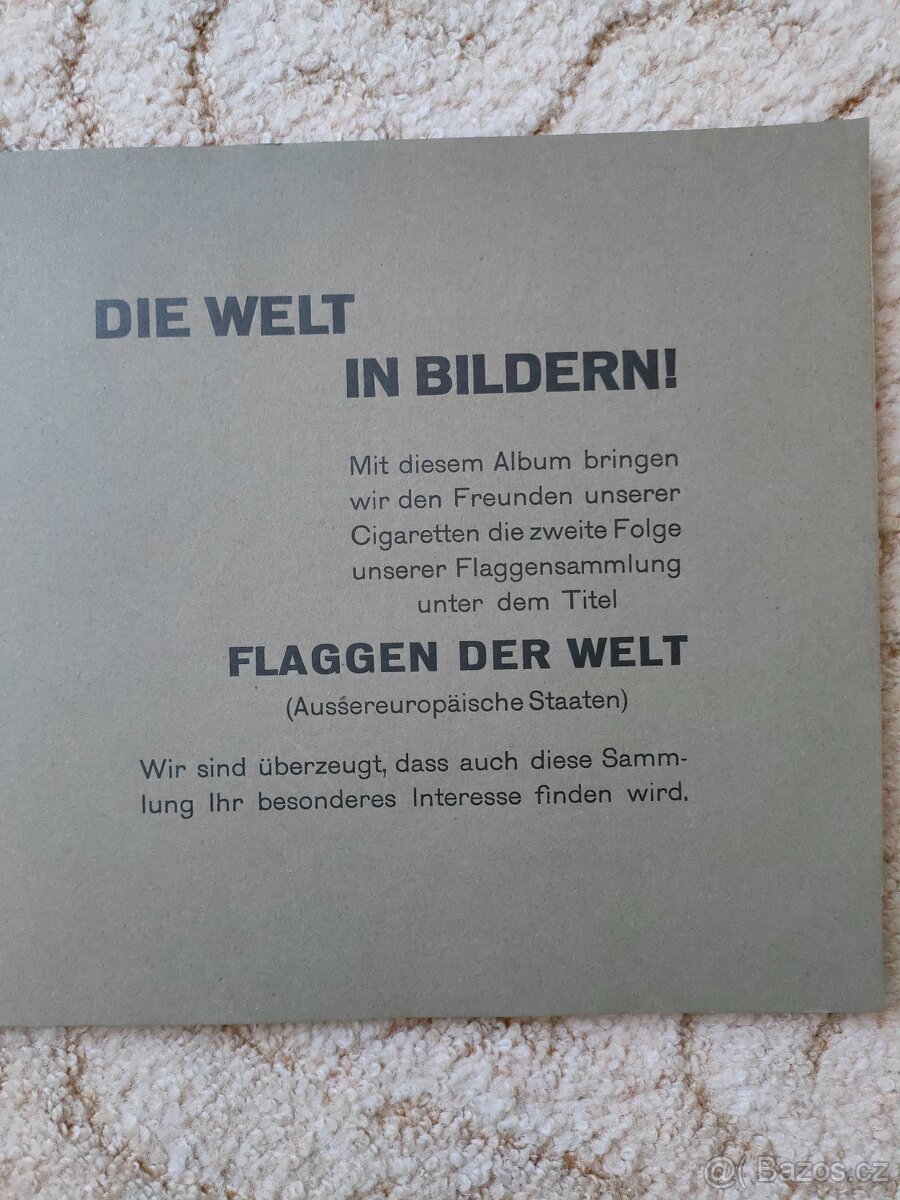 DIE WELT
IN BILDERN!
Mit diesem Album bringen
wir den Freunden unserer
Cigaretten die zweite Folge
unserer Flaggensammlung
unter dem Titel
FLAGGEN DER WELT
(Aussereuropäische Staaten)
Wir sind überzeugt, dass auch diese Samm-
lung Ihr besonderes Interesse finden wird.
Bazos.cz